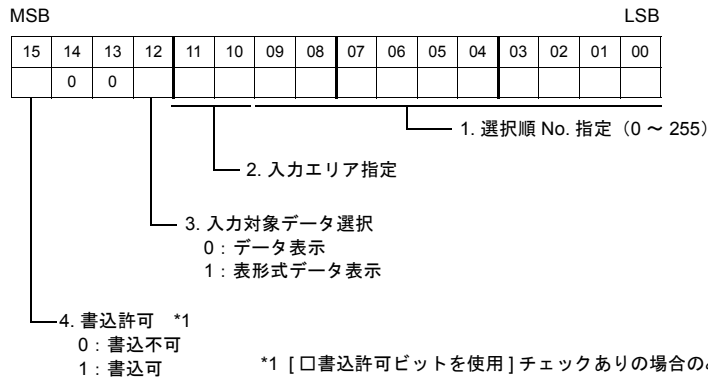 MSB LSB
15 14 13 12 11 10 09 08 07 06 05 04 03 02 01 00
0 0
1. 選択順 No. 指定（0 ～ 255）
2. 入力エリア指定
3. 入力対象データ選択
0：データ表示
1：表形式データ表示
4. 書込許可 *1
0：書込不可
1：書込可
*1 [ □書込許可ビットを使用 ] チェックありの場合の